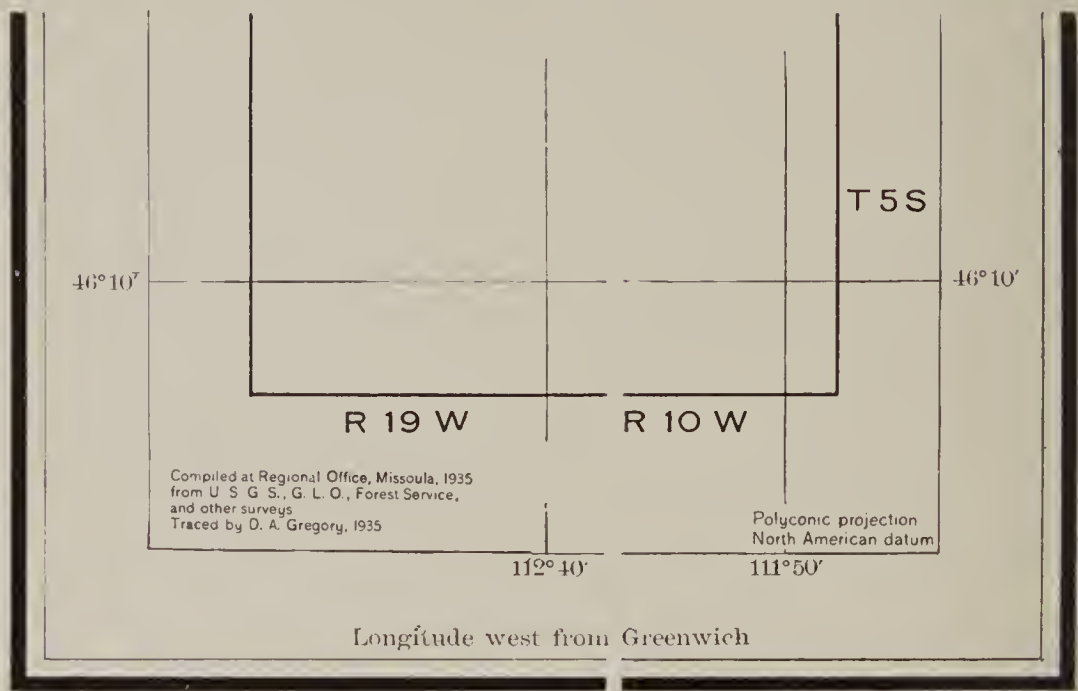 T 5 S
46°10′
46°10′
R 19 W
R 10 W
Compiled at Regional Office, Missoula, 1935
from U S G S., G. L. O., Forest Service,
and other surveys
Traced by D. A. Gregory, 1935
Polyconic projection
North American datum
112°40′
111°50′
Longitude west from Greenwich